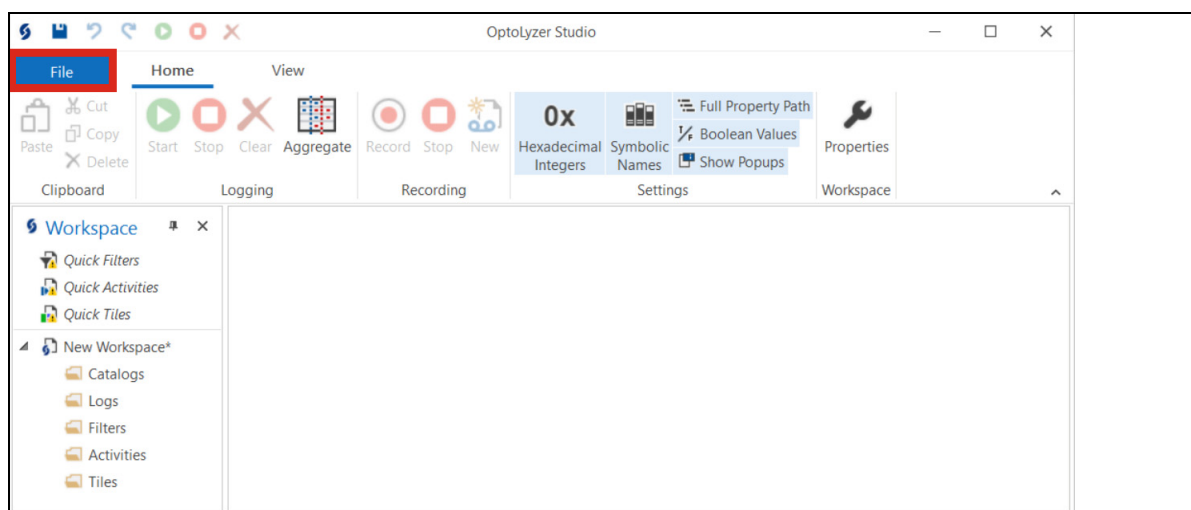 OptoLyzer Studio
File Home View
Paste Cut Copy Delete
Start Stop Clear Aggregate
Record Stop New
0x Hexadecimal Integers
Symbolic Names
Full Property Path
T/F Boolean Values
Show Popups
Properties
Clipboard Logging Recording Settings Workspace
Workspace
Quick Filters
Quick Activities
Quick Tiles
New Workspace*
Catalogs
Logs
Filters
Activities
Tiles